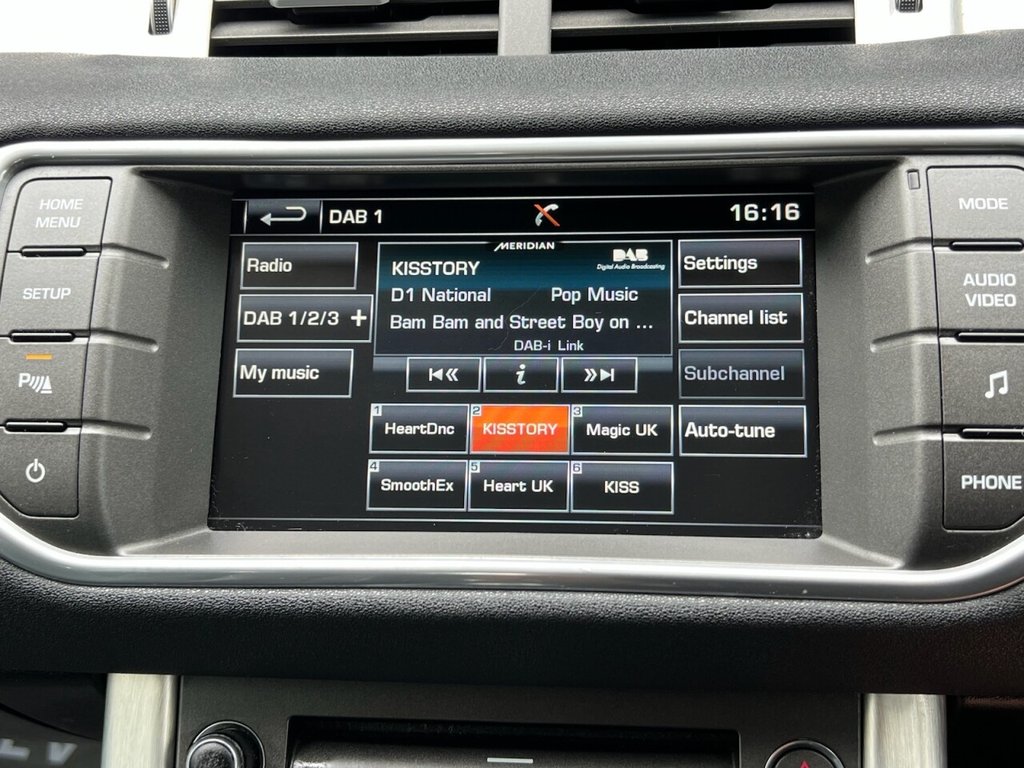 HOME
MENU
SETUP
P
DAB 1
16:16
Radio
DAB 1/2/3 +
My music
MERIDIAN
DAB
Digital Audio Broadcasting
KISSTORY
D1 National Pop Music
Bam Bam and Street Boy on ...
DAB-i Link
i
Settings
Channel list
Subchannel
Auto-tune
1 HeartDnc
2 KISSTORY
3 Magic UK
4 SmoothEx
5 Heart UK
6 KISS
MODE
AUDIO
VIDEO
PHONE